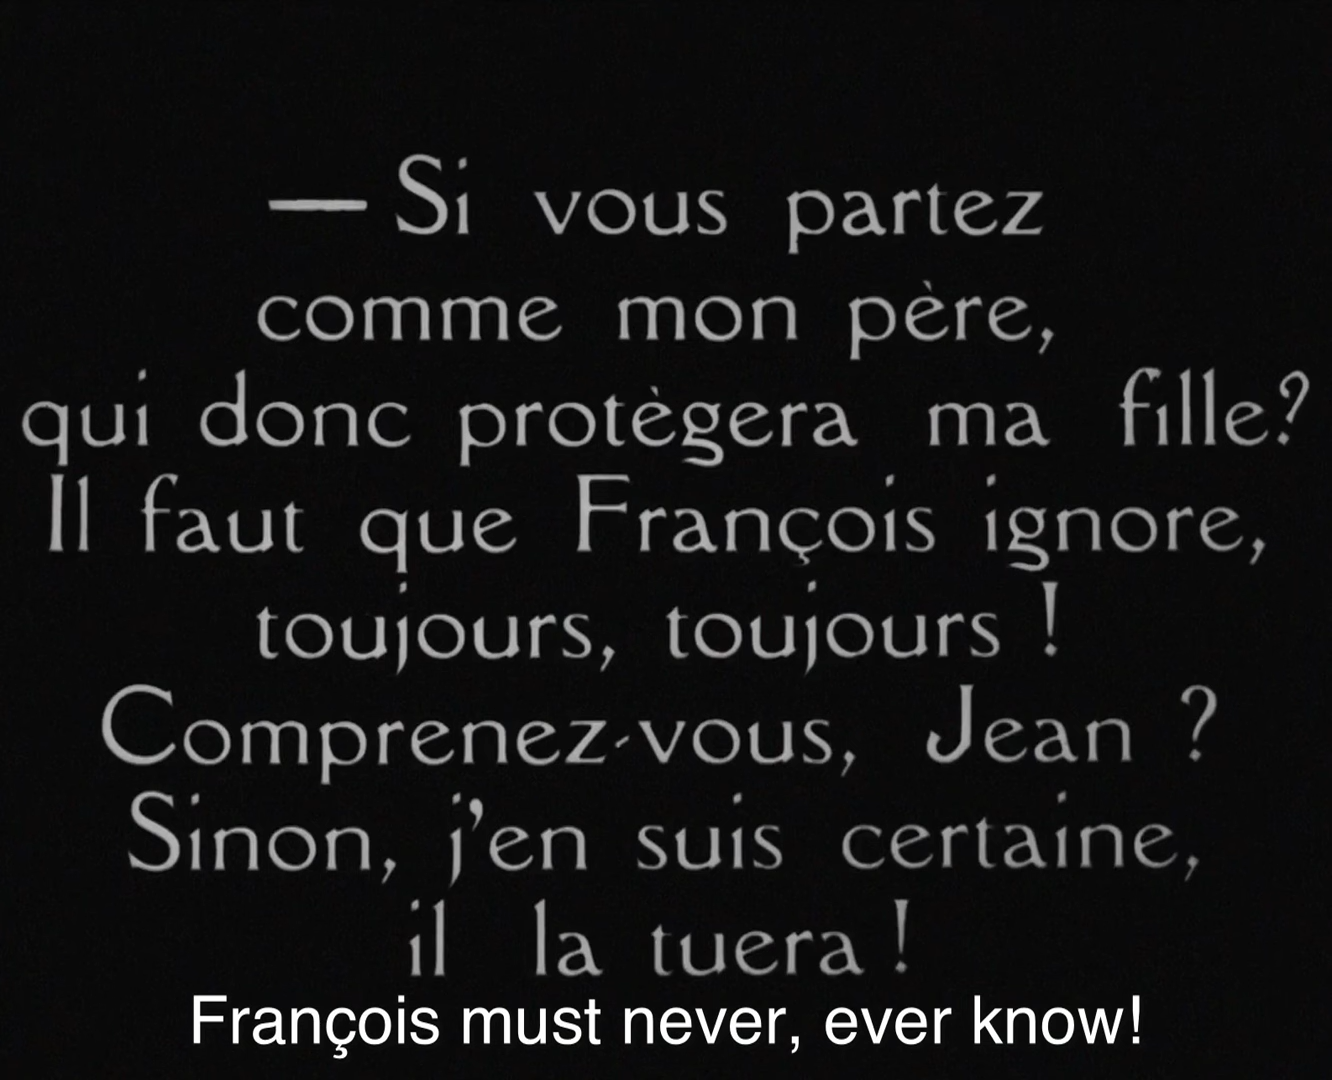 — Si vous partez
comme mon père,
qui donc protègera ma fille?
Il faut que François ignore,
toujours, toujours !
Comprenez-vous, Jean ?
Sinon, j'en suis certaine,
il la tuera !
François must never, ever know!